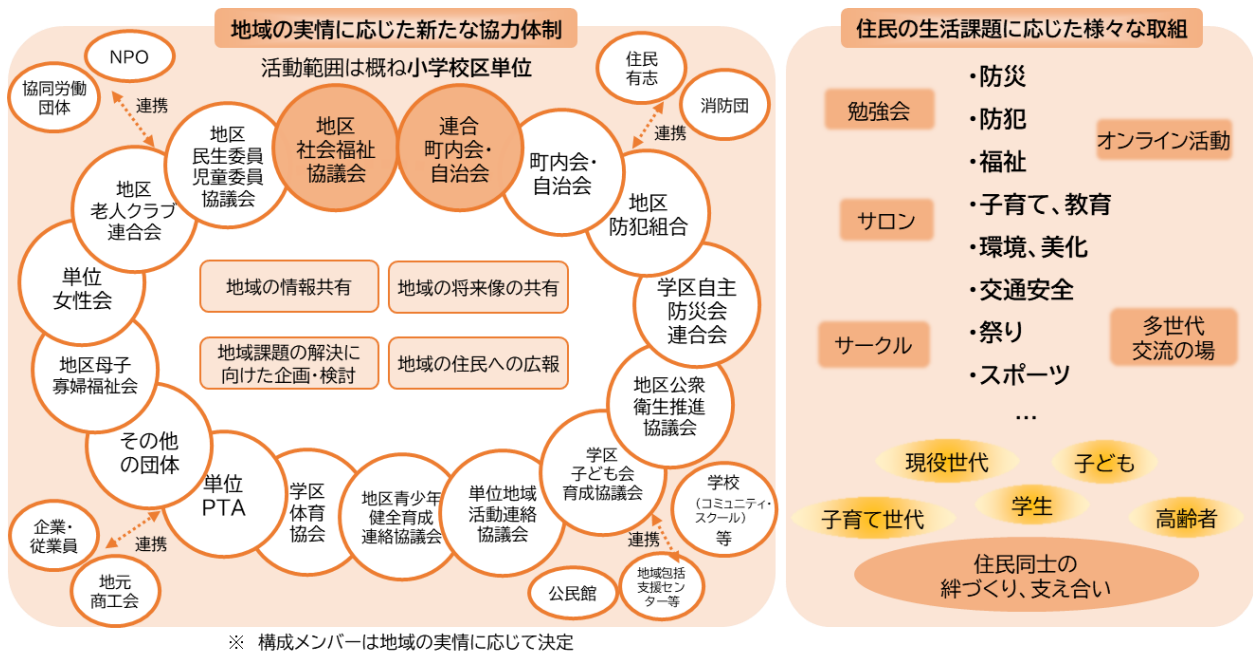 地域の実情に応じた新たな協力体制
活動範囲は概ね小学校区単位
NPO
協同労働
団体
連携
住民
有志
消防団
連携
地区
社会福祉
協議会
連合
町内会・
自治会
町内会・
自治会
地区
防犯組合
学区自主
防災会
連合会
地区公衆
衛生推進
協議会
学区
子ども会
育成協議会
単位地域
活動連絡
協議会
地区青少年
健全育成
連絡協議会
学区
体育
協会
単位
PTA
その他
の団体
地区母子
寡婦福祉会
単位
女性会
地区
老人クラブ
連合会
地区
民生委員
児童委員
協議会
地域の情報共有
地域の将来像の共有
地域課題の解決に
向けた企画・検討
地域の住民への広報
企業・
従業員
地元
商工会
連携
学校
（コミュニティ・
スクール）
等
連携
公民館
地域包括
支援セン
ター等
※ 構成メンバーは地域の実情に応じて決定
住民の生活課題に応じた様々な取組
勉強会
サロン
サークル
・防災
・防犯
・福祉
・子育て、教育
・環境、美化
・交通安全
・祭り
・スポーツ
…
オンライン活動
多世代
交流の場
現役世代
子ども
子育て世代
学生
高齢者
住民同士の
絆づくり、支え合い